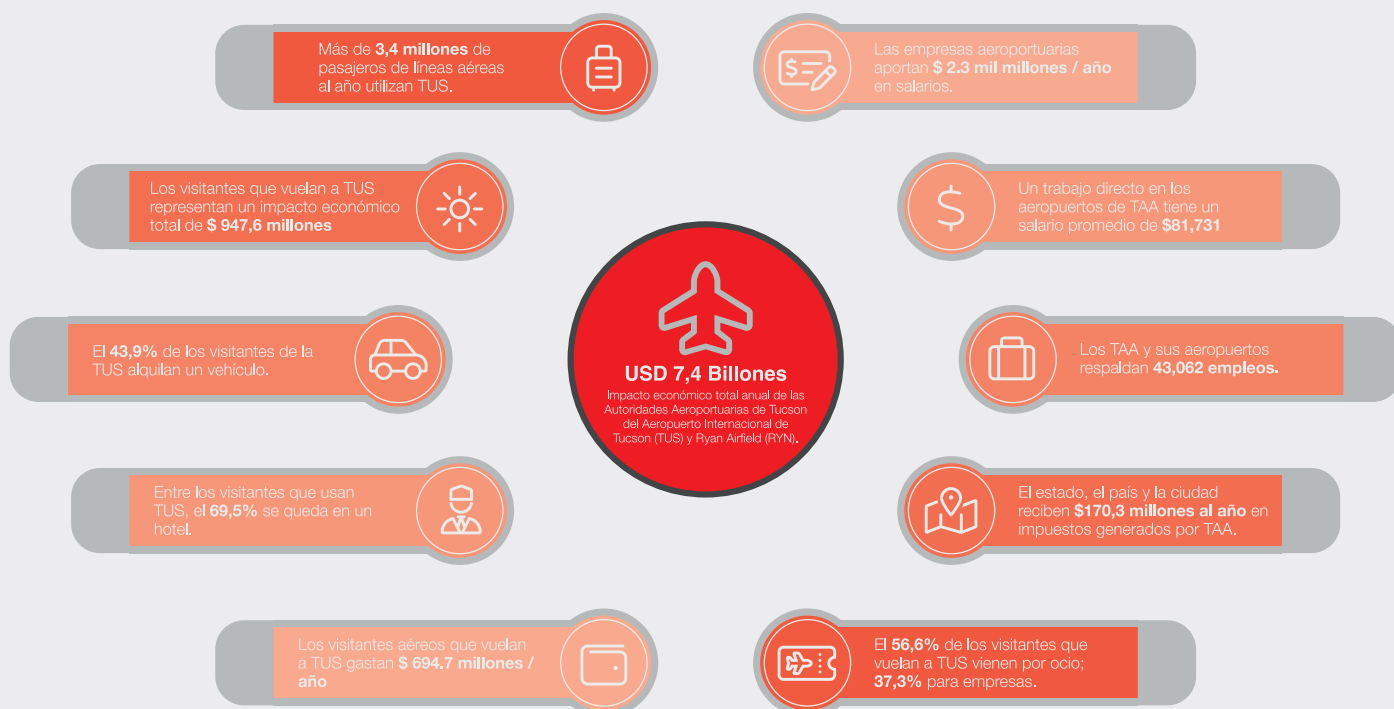 Más de 3,4 millones de
pasajeros de líneas aéreas
al año utilizan TUS.
Las empresas aeroportuarias
aportan $ 2.3 mil millones / año
en salarios.
Los visitantes que vuelan a TUS
representan un impacto económico
total de $ 947,6 millones
Un trabajo directo en los
aeropuertos de TAA tiene un
salario promedio de $81,731
El 43,9% de los visitantes de la
TUS alquilan un vehículo.
USD 7,4 Billones
Impacto económico total anual de las
Autoridades Aeroportuarias de Tucson
del Aeropuerto Internacional de
Tucson (TUS) y Ryan Airfield (RYN).
Los TAA y sus aeropuertos
respaldan 43,062 empleos.
Entre los visitantes que usan
TUS, el 69,5% se queda en un
hotel.
El estado, el país y la ciudad
reciben $170,3 millones al año en
impuestos generados por TAA.
Los visitantes aéreos que vuelan
a TUS gastan $ 694.7 millones /
año
El 56,6% de los visitantes que
vuelan a TUS vienen por ocio;
37,3% para empresas.